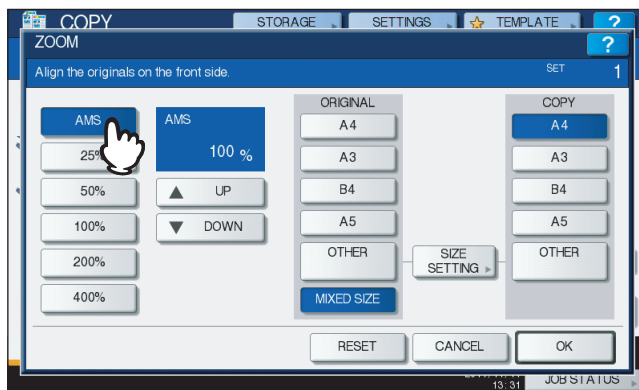 COPY
STORAGE
SETTINGS
TEMPLATE
?
ZOOM
?
Align the originals on the front side.
SET
1
ORIGINAL
COPY
AMS
AMS
100 %
A4
A4
A3
A3
50%
UP
B4
B4
100%
DOWN
A5
A5
200%
OTHER
SIZE
SETTING
OTHER
400%
MIXED SIZE
RESET
CANCEL
OK
13:31
JOB STATUS